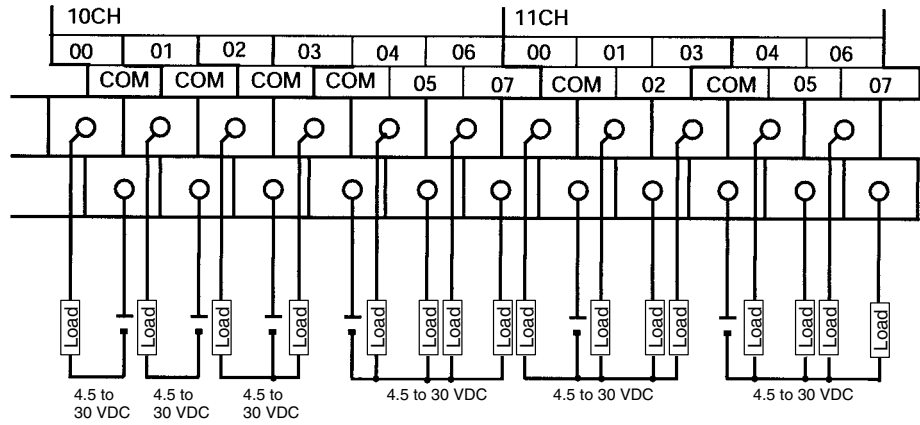 10CH 11CH
00 01 02 03 04 06 00 01 03 04 06
COM COM COM COM 05 07 COM 02 COM 05 07
Load Load Load Load Load Load Load Load Load Load Load Load Load Load Load Load
4.5 to 4.5 to 4.5 to 4.5 to 30 VDC 4.5 to 30 VDC 4.5 to 30 VDC
30 VDC 30 VDC 30 VDC